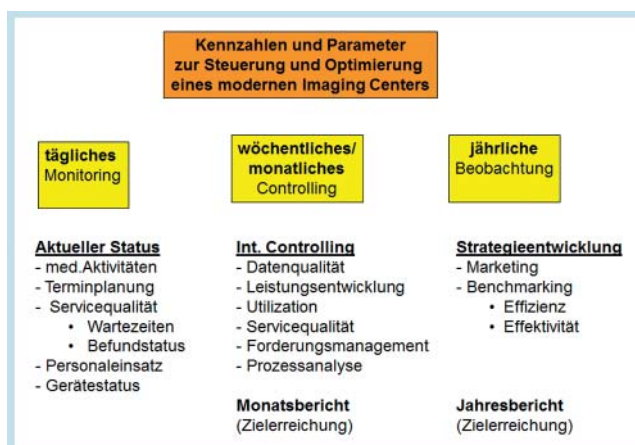 Kennzahlen und Parameter
zur Steuerung und Optimierung
eines modernen Imaging Centers
tägliches
Monitoring
wöchentliches/
monatliches
Controlling
jährliche
Beobachtung
Aktueller Status
- med.Aktivitäten
- Terminplanung
- Servicequalität
• Wartezeiten
• Befundstatus
- Personaleinsatz
- Gerätestatus
Int. Controlling
- Datenqualität
- Leistungsentwicklung
- Utilization
- Servicequalität
- Forderungsmanagement
- Prozessanalyse
Monatsbericht
(Zielerreichung)
Strategieentwicklung
- Marketing
- Benchmarking
• Effizienz
• Effektivität
Jahresbericht
(Zielerreichung)